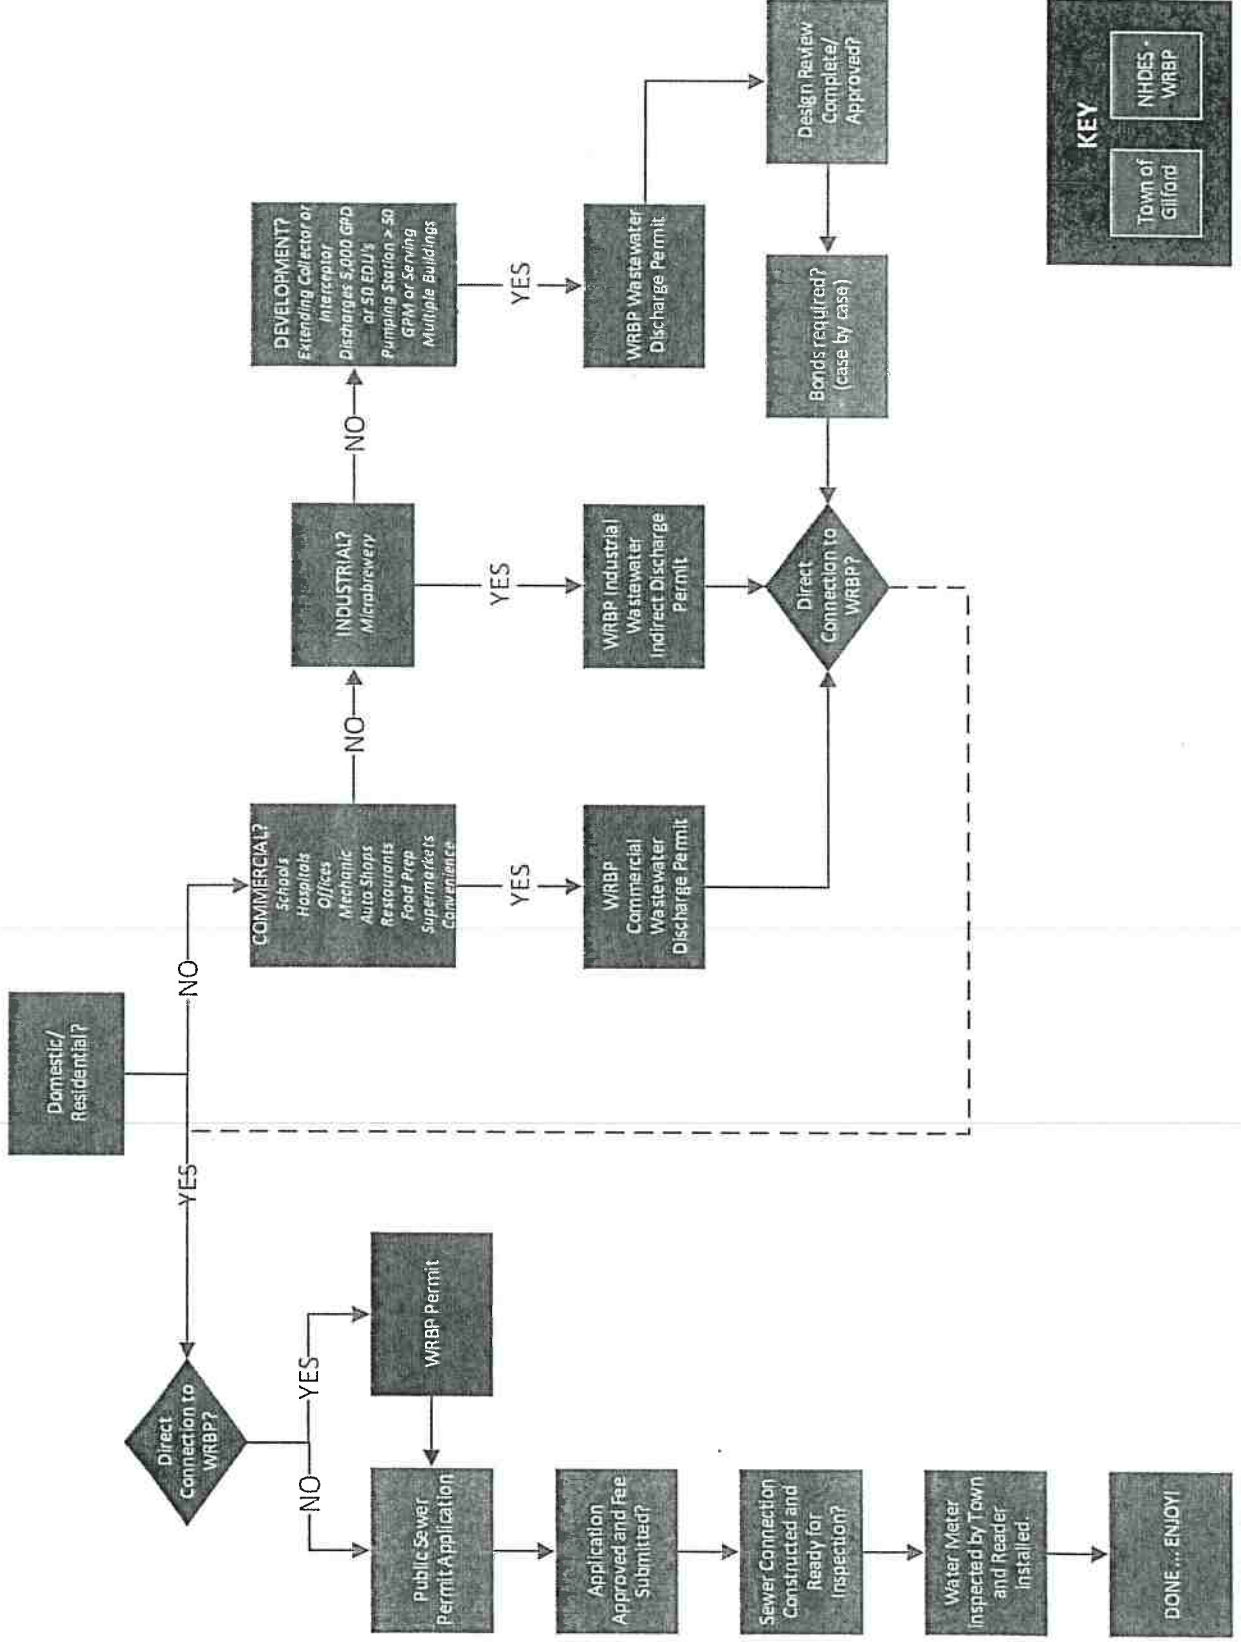 Domestic/
Residential?
YES
NO
Direct
Connection to
WRBP?
NO
YES
WRBP Permit
Public Sewer
Permit Application
Application
Approved and Fee
Submitted?
Sewer Connection
Constructed and
Ready for
Inspection?
Water Meter
Inspected by Town
and Reader
installed.
DONE... ENJOY!
COMMERCIAL?
Schools
Hospitals
Offices
Mechanic
Auto Shops
Restaurants
Food Prep
Supermarkets
Convenience
NO
YES
WRBP
Commercial
Wastewater
Discharge Permit
INDUSTRIAL?
Microbrewery
NO
YES
WRBP Industrial
Wastewater
Indirect Discharge
Permit
DEVELOPMENT?
Extending Collector or
Interceptor
Discharges 5,000 GPD
or 50 EDU's
Pumping Station > 50
GPM or Serving
Multiple Buildings
YES
WRBP Wastewater
Discharge Permit
Design Review
Complete/
Approved?
Bonds required?
(case by case)
Direct
Connection to
WRBP?
KEY
Town of
Gilford
NHDES -
WRBP